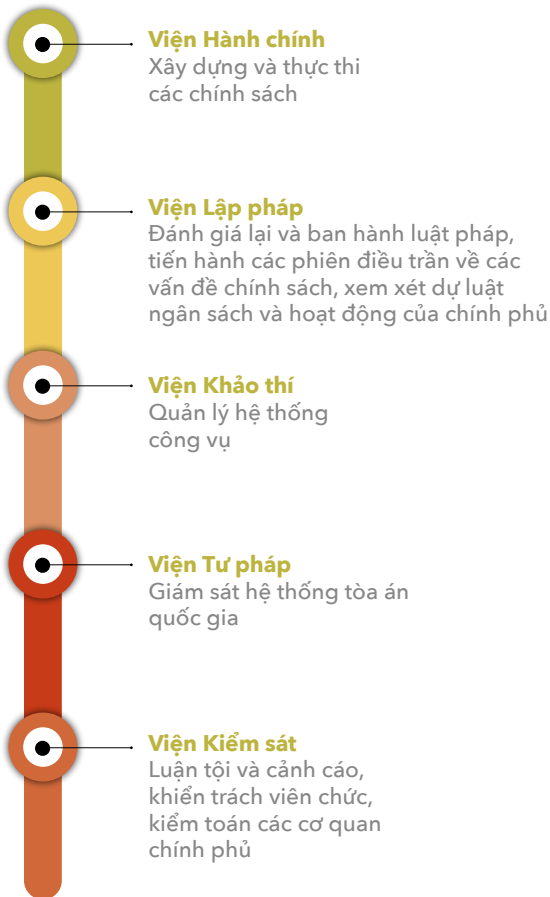 Viện Hành chính
Xây dựng và thực thi
các chính sách
Viện Lập pháp
Đánh giá lại và ban hành luật pháp,
tiến hành các phiên điều trần về các
vấn đề chính sách, xem xét dự luật
ngân sách và hoạt động của chính phủ
Viện Khảo thí
Quản lý hệ thống
công vụ
Viện Tư pháp
Giám sát hệ thống tòa án
quốc gia
Viện Kiểm sát
Luận tội và cảnh cáo,
khiển trách viên chức,
kiểm toán các cơ quan
chính phủ